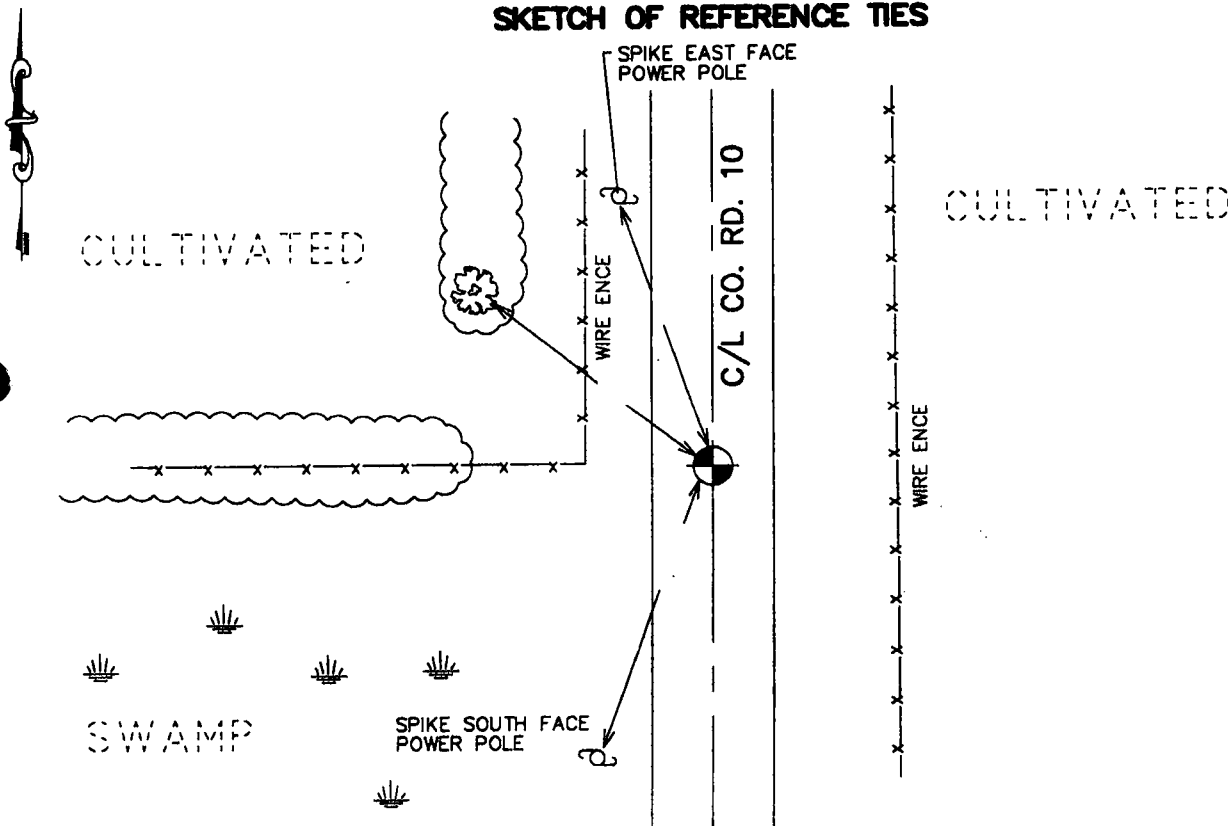 SKETCH OF REFERENCE TIES
SPIKE EAST FACE
POWER POLE
C/L CO. RD. 10
CULTIVATED
CULTIVATED
WIRE ENCE
WIRE ENCE
SPIKE SOUTH FACE
POWER POLE
SWAMP